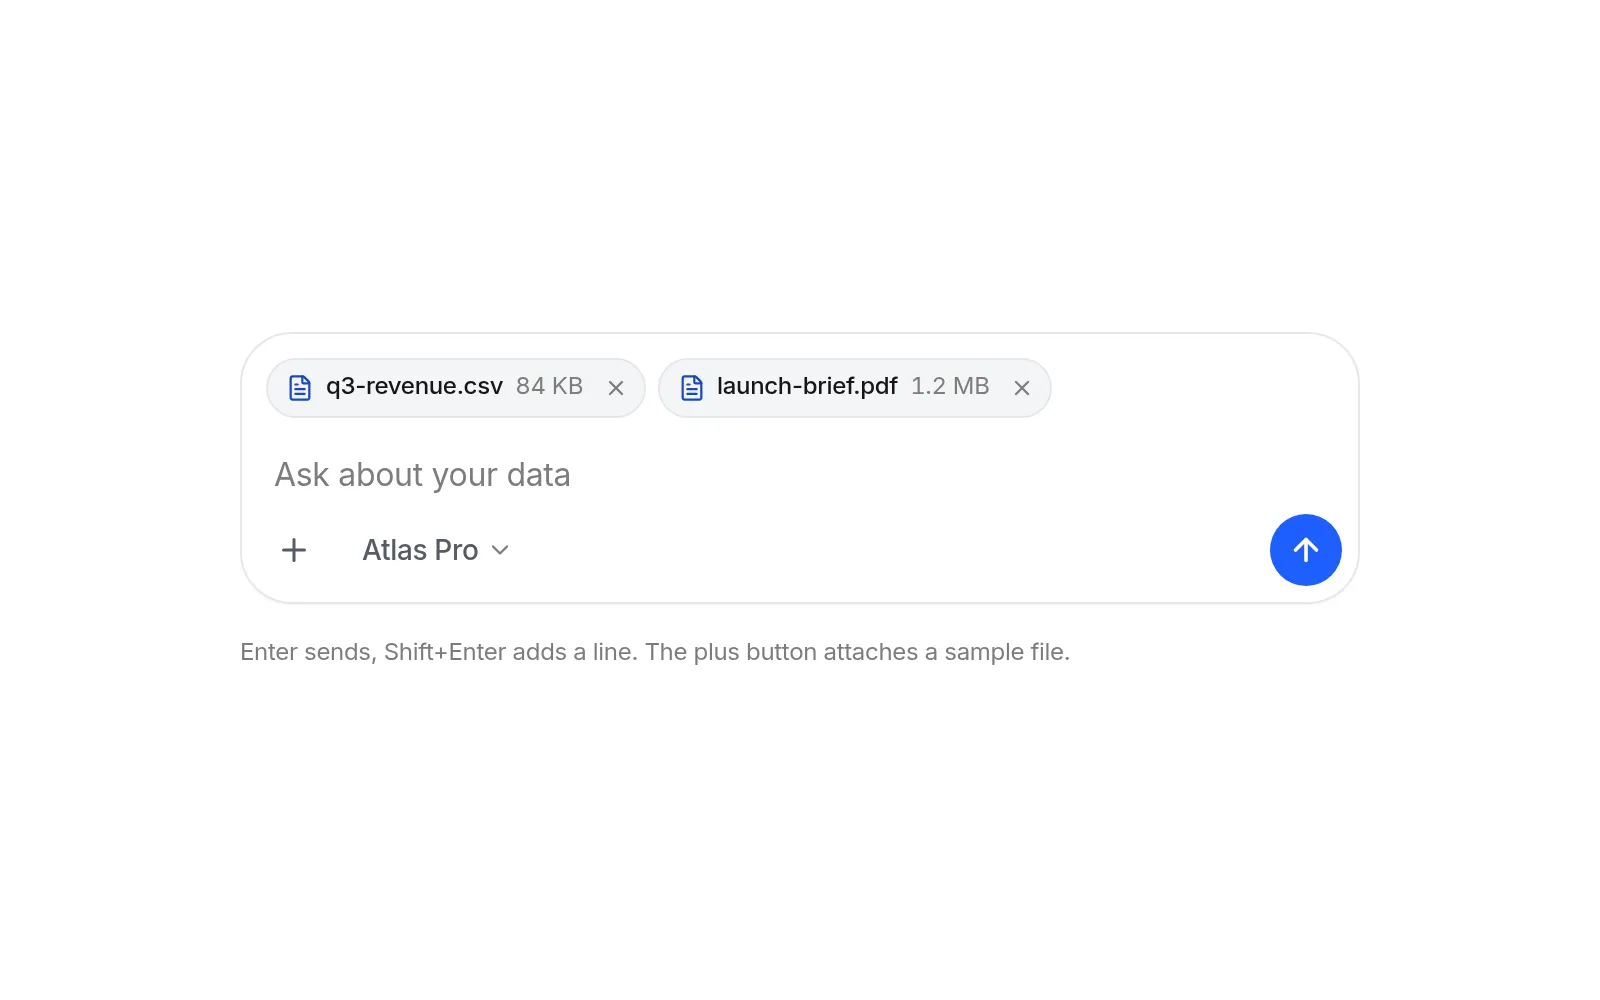 q3-revenue.csv 84 KB launch-brief.pdf 1.2 MB
Ask about your data
Atlas Pro
Enter sends, Shift+Enter adds a line. The plus button attaches a sample file.